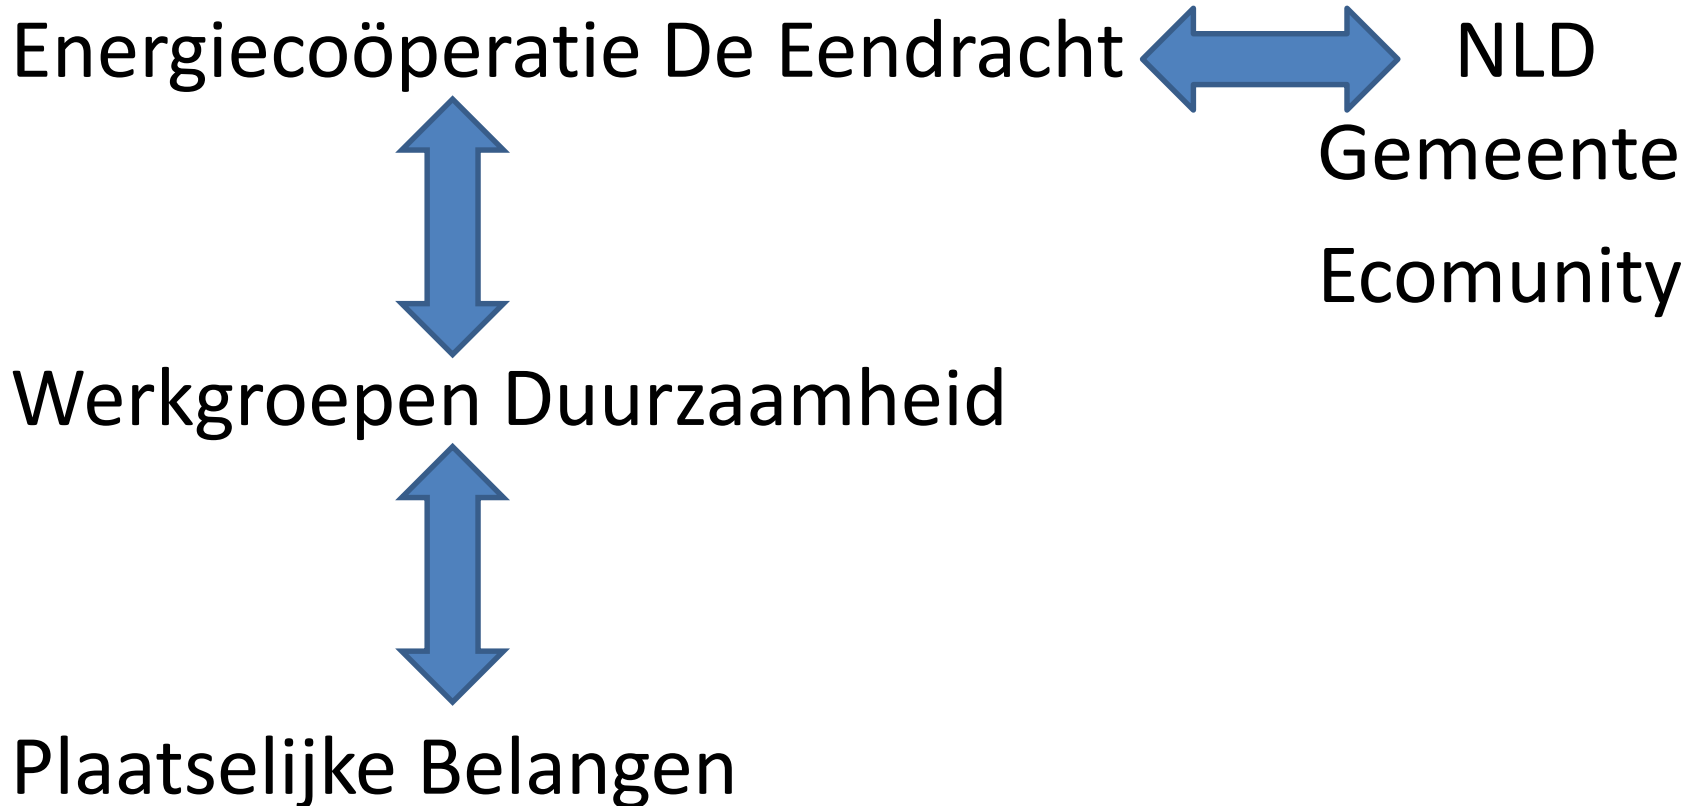 Energiecoöperatie De Eendracht NLD
Gemeente
Ecomunity
Werkgroepen Duurzaamheid
Plaatselijke Belangen